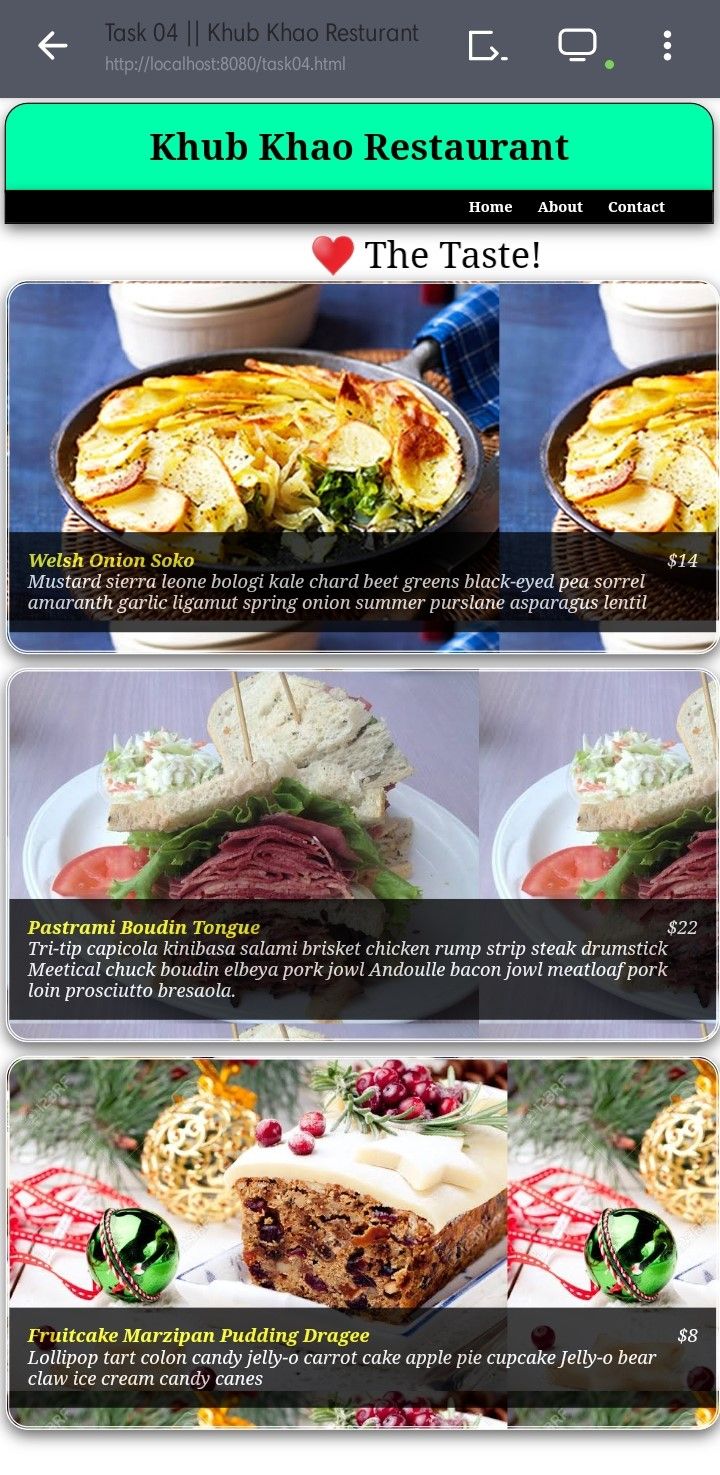 Task 04 || Khub Khao Resturant
http://localhost:8080/task04.html
Khub Khao Restaurant
Home About Contact
❤️ The Taste!
Welsh Onion Soko $14
Mustard sierra leone bologi kale chard beet greens black-eyed pea sorrel
amaranth garlic ligamut spring onion summer purslane asparagus lentil
Pastrami Boudin Tongue $22
Tri-tip capicola kinibasa salami brisket chicken rump strip steak drumstick
Meetical chuck boudin elbeya pork jowl Andoulle bacon jowl meatloaf pork
loin prosciutto bresaola.
Fruitcake Marzipan Pudding Dragee $8
Lollipop tart colon candy jelly-o carrot cake apple pie cupcake Jelly-o bear
claw ice cream candy canes